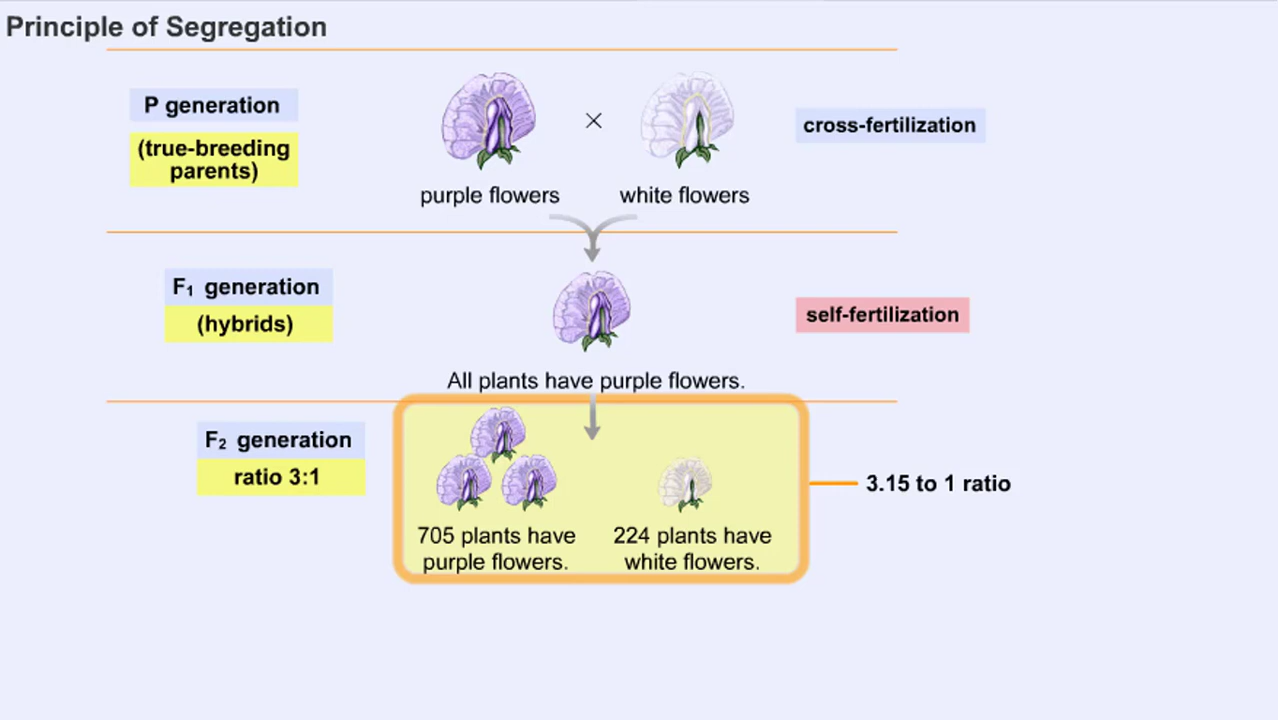 Principle of Segregation
P generation
(true-breeding
parents)
×
purple flowers
white flowers
cross-fertilization
F₁ generation
(hybrids)
self-fertilization
All plants have purple flowers.
F₂ generation
ratio 3:1
705 plants have
purple flowers.
224 plants have
white flowers.
3.15 to 1 ratio